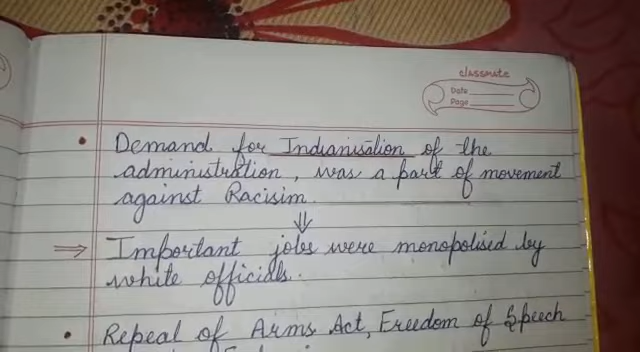 classmate
Date
Page
• Demand for Indianisation of the
administration, was a part of movement
against Racisim.
⇓
⇒ Important jobs were monopolised by
white officials.
• Repeal of Arms Act, Freedom of Speech